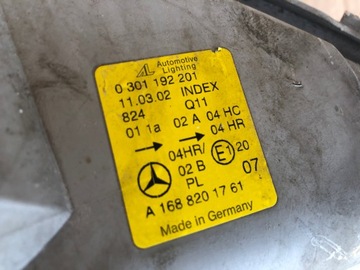 AL Automotive Lighting
0 301 192 201
11.03.02 INDEX
824 Q11
01 1a 02 A 04 HC
04 HR
04HR/ E1 20
02 B 07
PL
A 168 820 17 61
Made in Germany